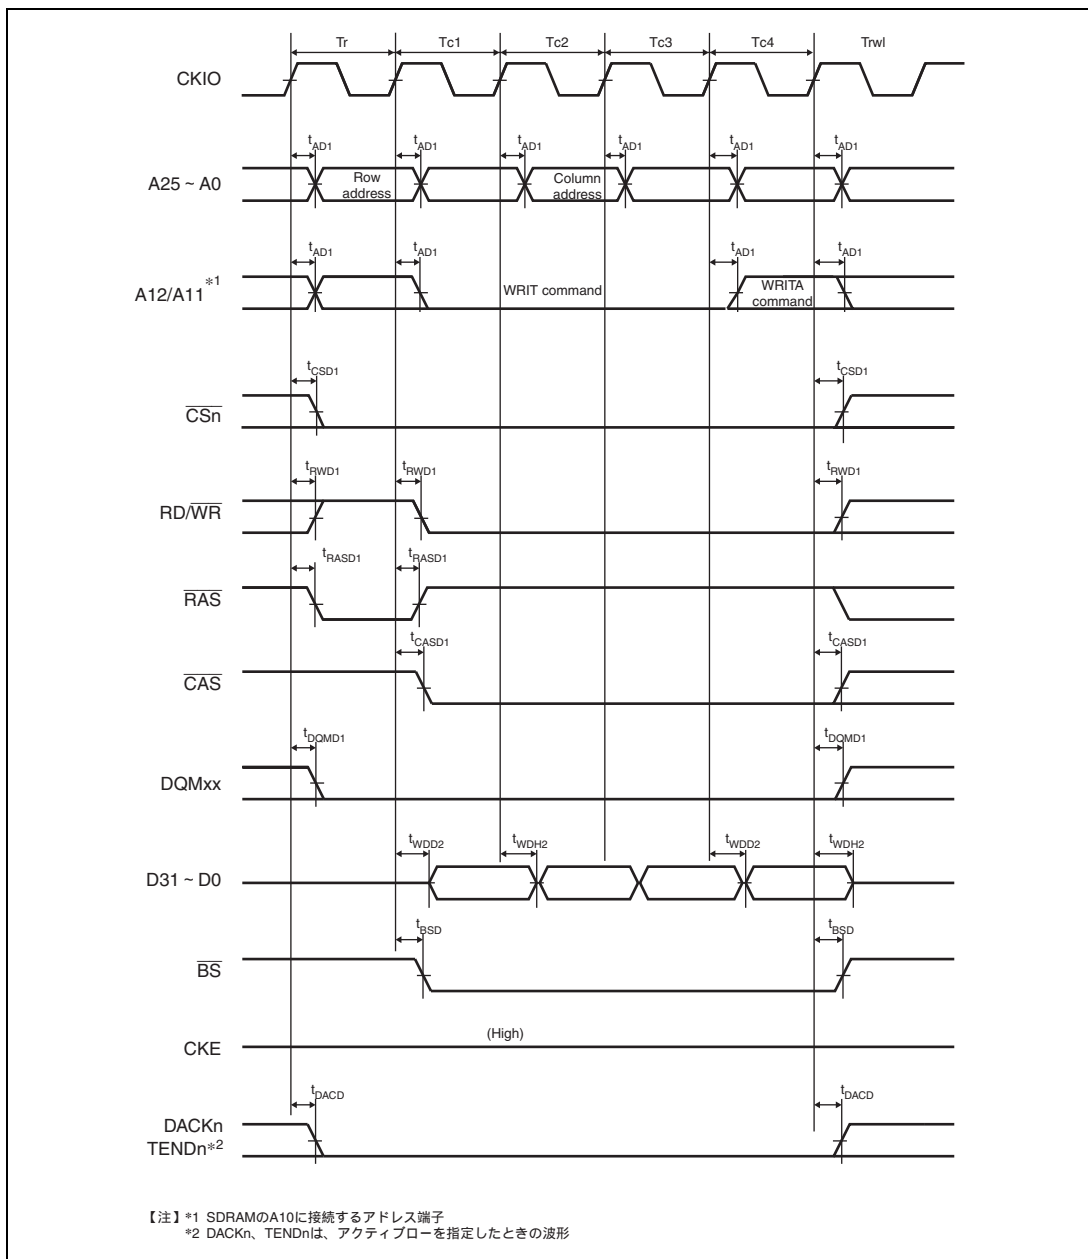 Tr Tc1 Tc2 Tc3 Tc4 Trwl
CKIO
tAD1 tAD1 tAD1 tAD1 tAD1 tAD1
A25 ~ A0
Row
address
Column
address
tAD1 tAD1 tAD1 tAD1
A12/A11*1
WRIT command
WRITA
command
tCSD1 tCSD1
CSn
tRWD1 tRWD1 tRWD1
RD/WR
tRASD1 tRASD1
RAS
tCASD1 tCASD1
CAS
tDQMD1 tDQMD1
DQMxx
tWDD2 tWDH2 tWDD2 tWDH2
D31 ~ D0
tBSD tBSD
BS
(High)
CKE
tDACD tDACD
DACKn
TENDn*2
【注】*1 SDRAMのA10に接続するアドレス端子
*2 DACKn、TENDnは、アクティブローを指定したときの波形